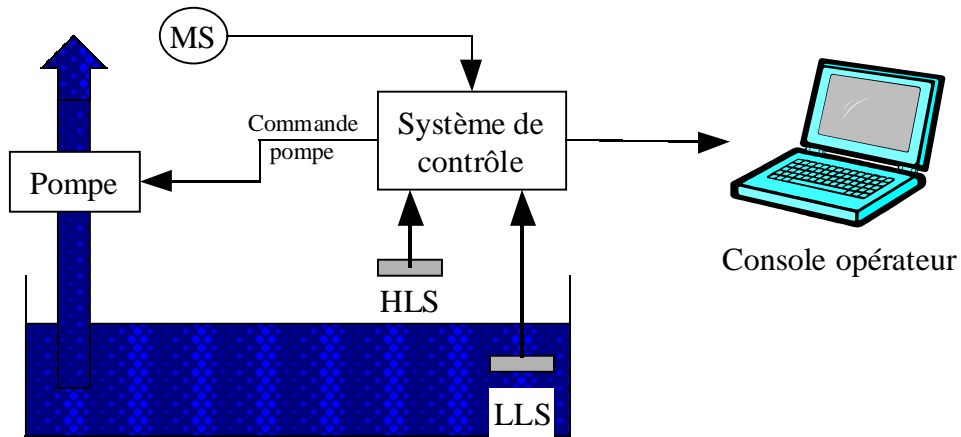 MS
Commande
pompe
Système de
contrôle
Pompe
Console opérateur
HLS
LLS